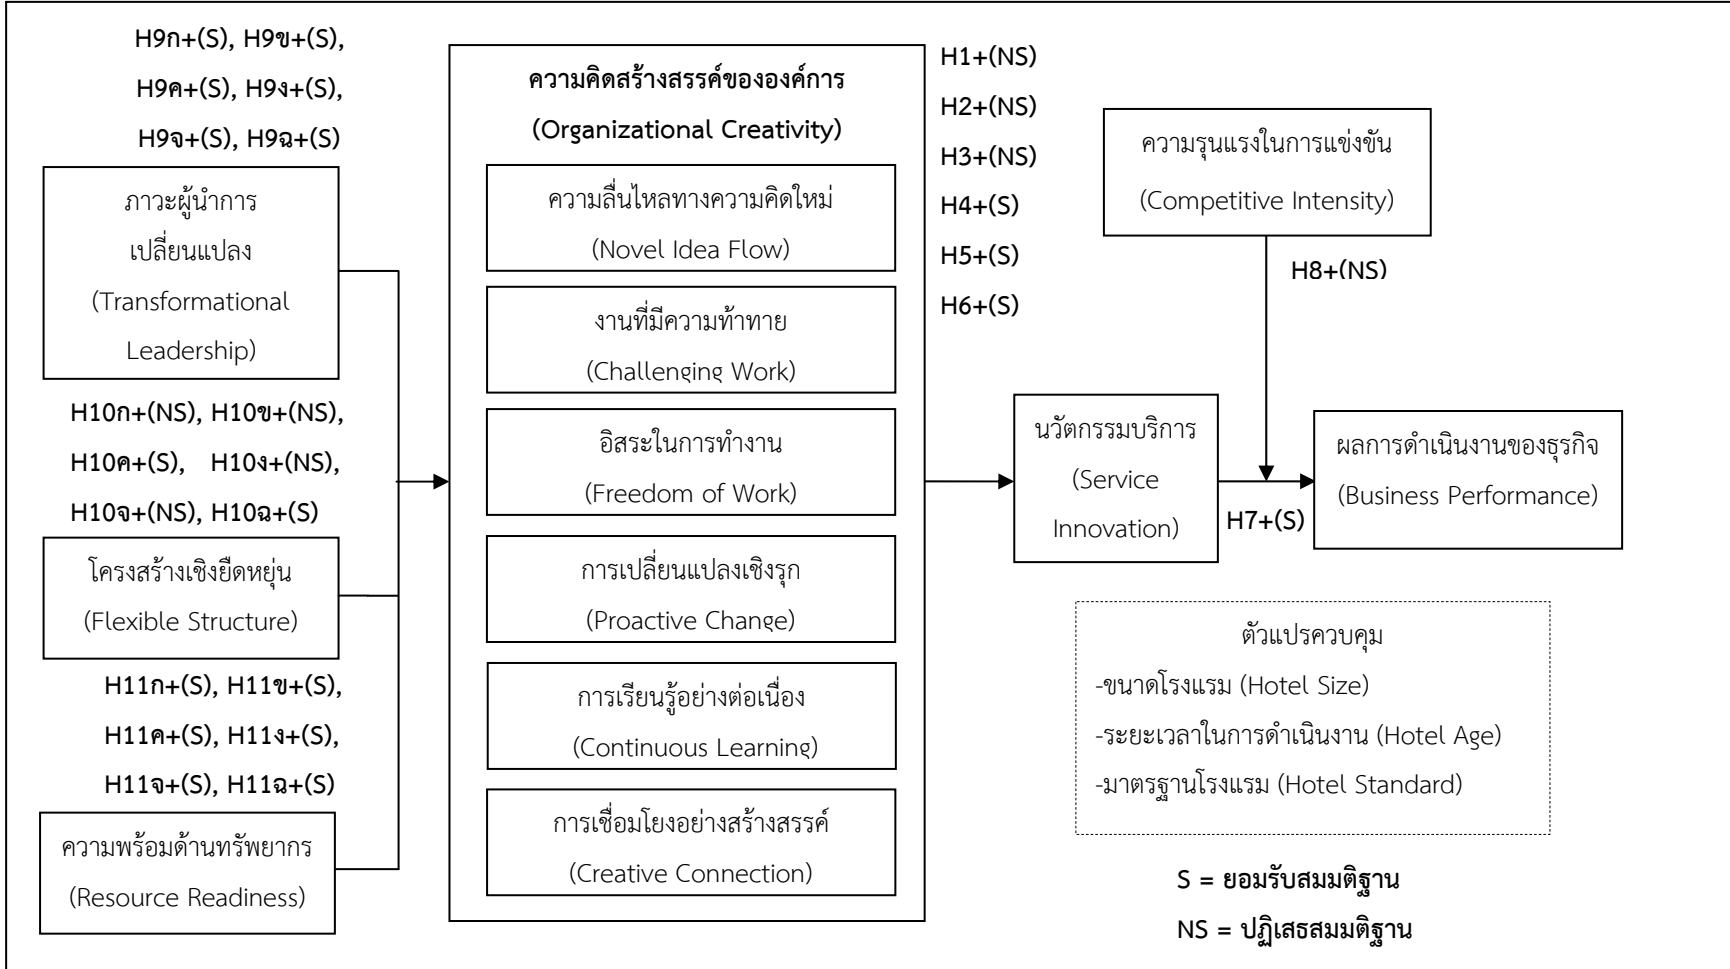 H9ก+(S), H9ข+(S),
H9ค+(S), H9ง+(S),
H9จ+(S), H9ฉ+(S)
ภาวะผู้นำการ
เปลี่ยนแปลง
(Transformational
Leadership)
H10ก+(NS), H10ข+(NS),
H10ค+(S), H10ง+(NS),
H10จ+(NS), H10ฉ+(S)
โครงสร้างเชิงยืดหยุ่น
(Flexible Structure)
H11ก+(S), H11ข+(S),
H11ค+(S), H11ง+(S),
H11จ+(S), H11ฉ+(S)
ความพร้อมด้านทรัพยากร
(Resource Readiness)
ความคิดสร้างสรรค์ขององค์การ
(Organizational Creativity)
ความลื่นไหลทางความคิดใหม่
(Novel Idea Flow)
งานที่มีความท้าทาย
(Challenging Work)
อิสระในการทำงาน
(Freedom of Work)
การเปลี่ยนแปลงเชิงรุก
(Proactive Change)
การเรียนรู้อย่างต่อเนื่อง
(Continuous Learning)
การเชื่อมโยงอย่างสร้างสรรค์
(Creative Connection)
H1+(NS)
H2+(NS)
H3+(NS)
H4+(S)
H5+(S)
H6+(S)
นวัตกรรมบริการ
(Service
Innovation)
ความรุนแรงในการแข่งขัน
(Competitive Intensity)
H8+(NS)
H7+(S)
ผลการดำเนินงานของธุรกิจ
(Business Performance)
ตัวแปรควบคุม
-ขนาดโรงแรม (Hotel Size)
-ระยะเวลาในการดำเนินงาน (Hotel Age)
-มาตรฐานโรงแรม (Hotel Standard)
S = ยอมรับสมมติฐาน
NS = ปฏิเสธสมมติฐาน